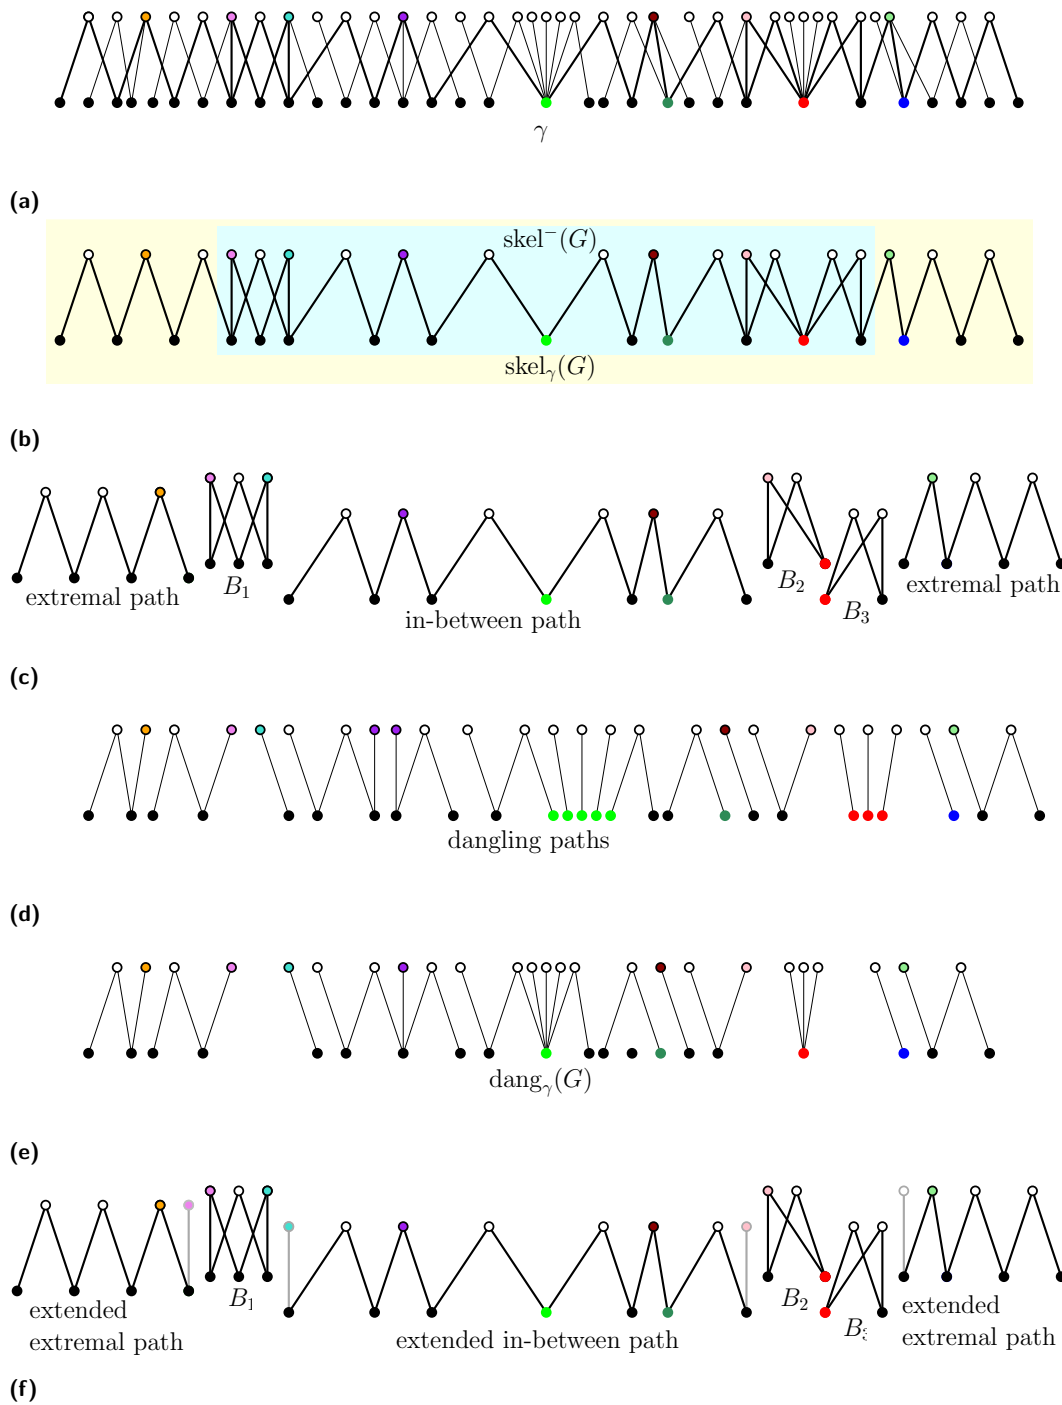 γ
(a)
skel⁻(G)
skel_γ(G)
(b)
extremal path
B₁
in-between path
B₂
B₃
extremal path
(c)
dangling paths
(d)
dang_γ(G)
(e)
extended
extremal path
B₁
extended in-between path
B₂
B₃
extended
extremal path
(f)